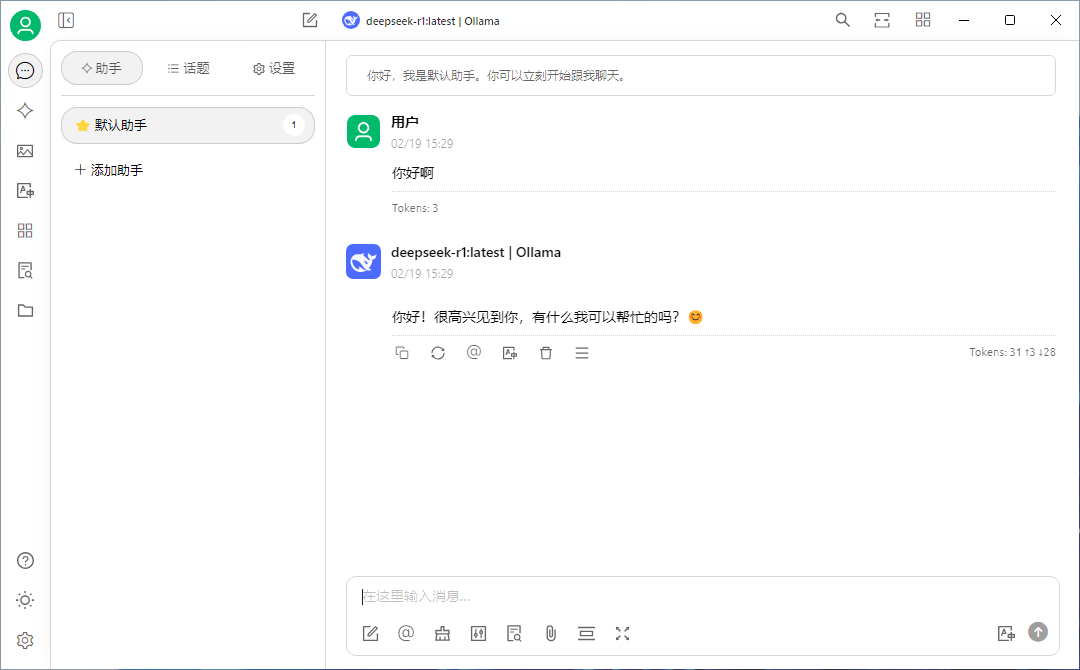 deepseek-r1:latest | Ollama
助手
话题
设置
默认助手
1
添加助手
你好，我是默认助手。你可以立刻开始跟我聊天。
用户
02/19 15:29
你好啊
Tokens: 3
deepseek-r1:latest | Ollama
02/19 15:29
你好！很高兴见到你，有什么我可以帮忙的吗？😊
Tokens: 31 ↑3 ↓28
在这里输入消息...